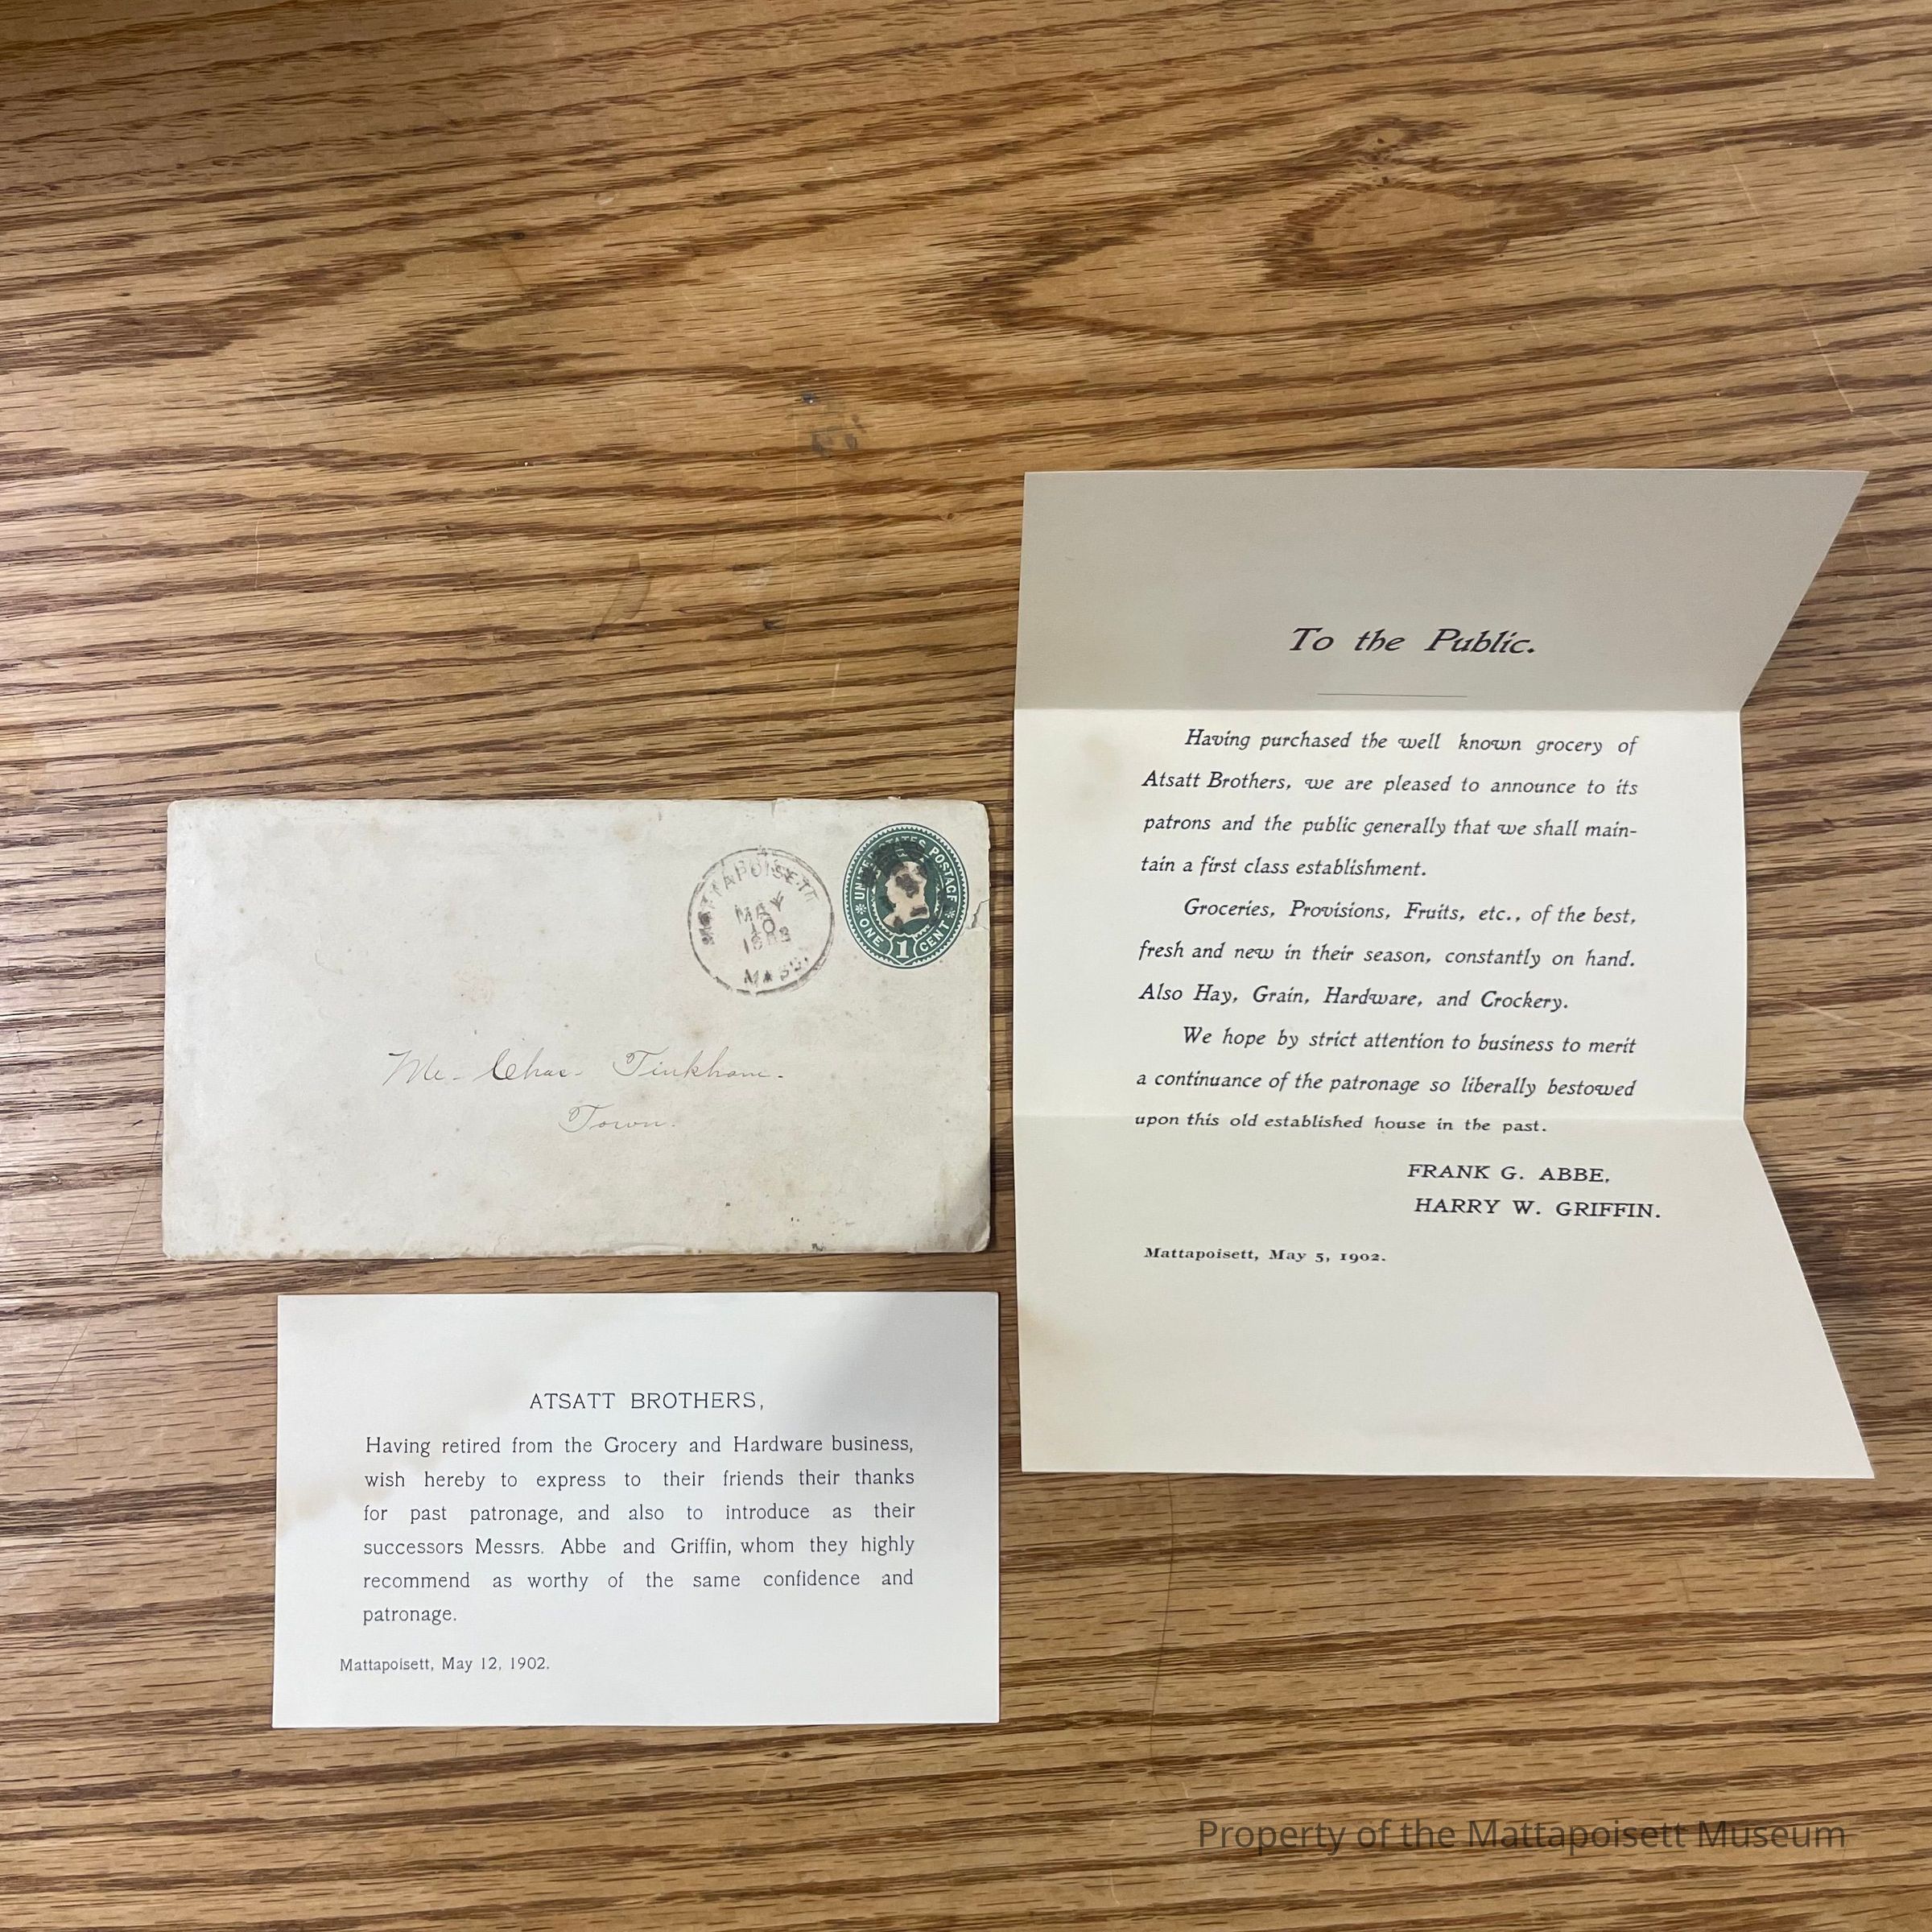 MATTAPOISETT
MAY
10
MASS.
UNITED STATES POSTAGE
ONE 1 CENT
Tinkham.
Town.
To the Public.
Having purchased the well known grocery of
Atsatt Brothers, we are pleased to announce to its
patrons and the public generally that we shall main-
tain a first class establishment.
Groceries, Provisions, Fruits, etc., of the best,
fresh and new in their season, constantly on hand.
Also Hay, Grain, Hardware, and Crockery.
We hope by strict attention to business to merit
a continuance of the patronage so liberally bestowed
upon this old established house in the past.
FRANK G. ABBE,
HARRY W. GRIFFIN.
Mattapoisett, May 5, 1902.
ATSATT BROTHERS,
Having retired from the Grocery and Hardware business,
wish hereby to express to their friends their thanks
for past patronage, and also to introduce as their
successors Messrs. Abbe and Griffin, whom they highly
recommend as worthy of the same confidence and
patronage.
Mattapoisett, May 12, 1902.
Property of the Mattapoisett Museum